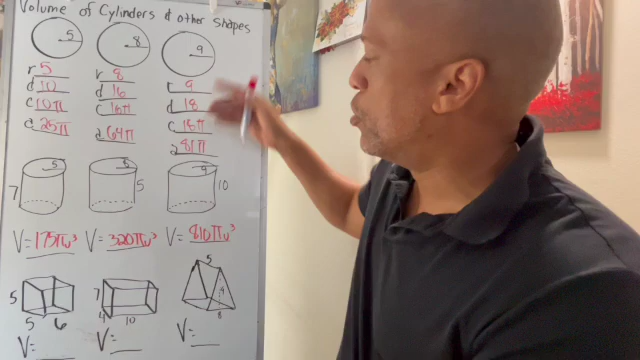 Volume of Cylinders & other shapes
5 8 9
r 5 r 8 r 9
d 10 d 16 d 18
c 10π c 16π c 18π
a 25π a 64π a 81π
5 8 9
7 5 10
V=175πu³ V=320πu³ V=810πu³
5
5 7 9
5 6 4 10 8
V= V= V=